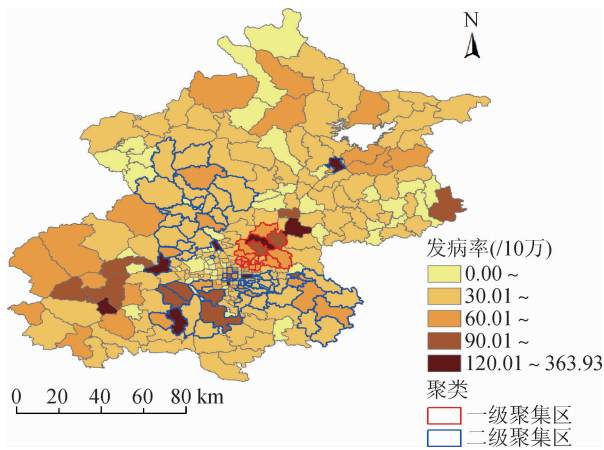 N
发病率(/10万)
0.00 ~
30.01 ~
60.01 ~
90.01 ~
120.01 ~ 363.93
聚类
一级聚集区
二级聚集区
0 20 40 60 80 km